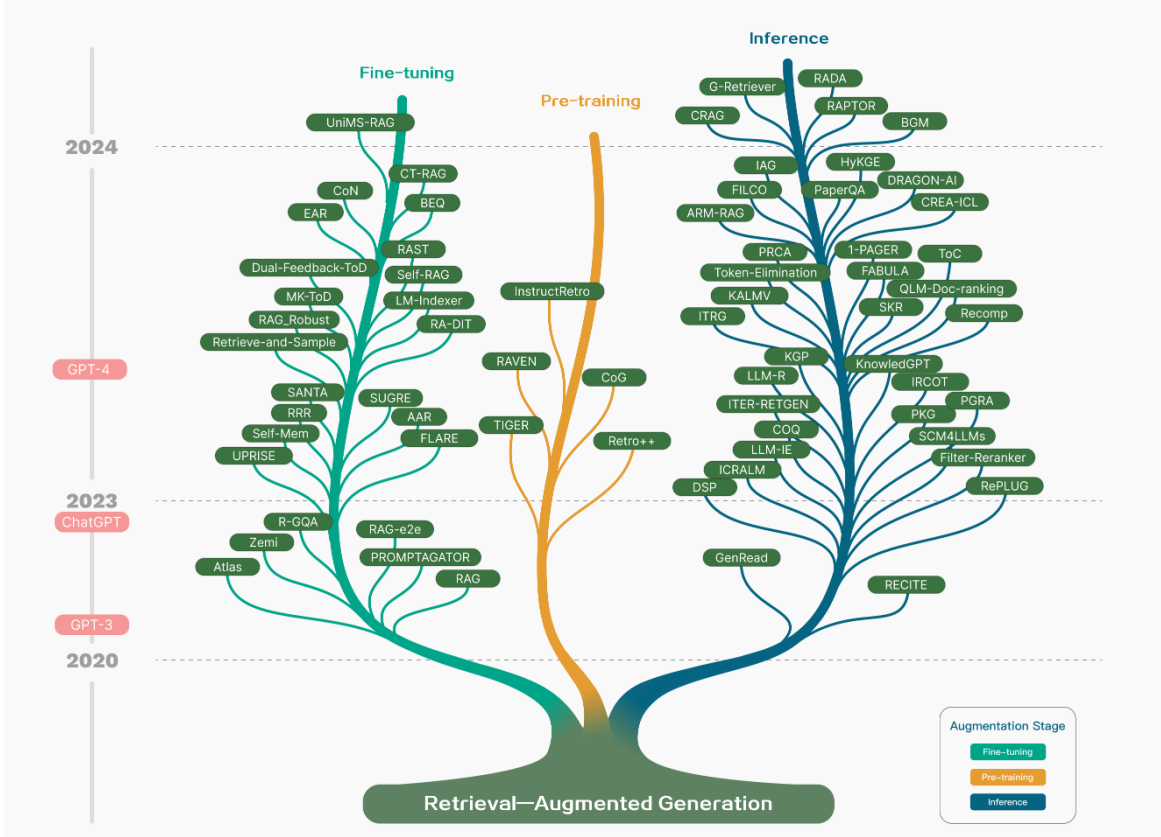 Inference
Fine-tuning
Pre-training
G-Retriever
RADA
CRAG
RAPTOR
BGM
UniMS-RAG
2024
IAG
HyKGE
CT-RAG
DRAGON-AI
CoN
FILCO
PaperQA
BEQ
CREA-ICL
EAR
ARM-RAG
RAST
PRCA
1-PAGER
ToC
Dual-Feedback-ToD
Self-RAG
Token-Elimination
FABULA
MK-ToD
LM-Indexer
InstructRetro
KALMV
QLM-Doc-ranking
RAG_Robust
RA-DIT
ITRG
SKR
Recomp
Retrieve-and-Sample
GPT-4
RAVEN
CoG
KGP
KnowledGPT
LLM-R
IRCOT
SANTA
SUGRE
ITER-RETGEN
PGRA
RRR
AAR
PKG
Self-Mem
FLARE
TIGER
Retro++
COQ
SCM4LLMs
UPRISE
LLM-IE
Filter-Reranker
ICRALM
DSP
RePLUG
2023
ChatGPT
R-GQA
RAG-e2e
Zemi
PROMPTAGATOR
GenRead
Atlas
RAG
RECITE
GPT-3
2020
Augmentation Stage
Fine-tuning
Pre-training
Inference
Retrieval—Augmented Generation